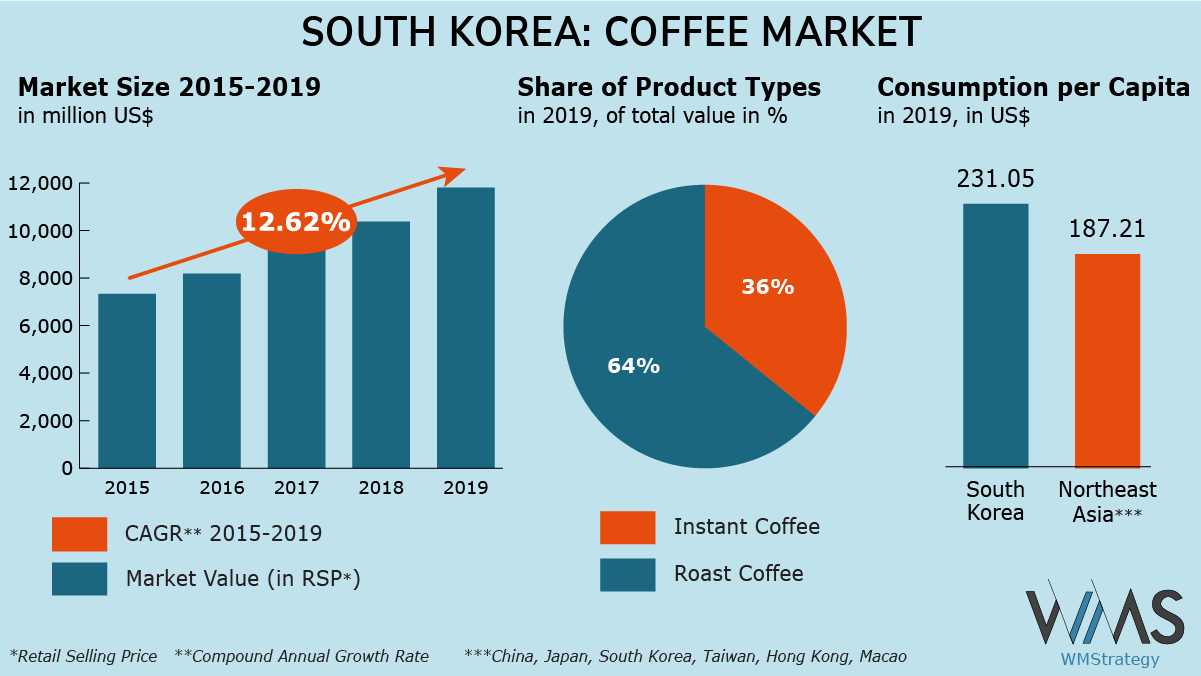 SOUTH KOREA: COFFEE MARKET
Market Size 2015-2019
in million US$
12,000
10,000
8,000
6,000
4,000
2,000
0
12.62%
2015
2016
2017
2018
2019
CAGR** 2015-2019
Market Value (in RSP*)
Share of Product Types
in 2019, of total value in %
36%
64%
Instant Coffee
Roast Coffee
Consumption per Capita
in 2019, in US$
231.05
187.21
South
Korea
Northeast
Asia***
WMS
WMStrategy
*Retail Selling Price **Compound Annual Growth Rate ***China, Japan, South Korea, Taiwan, Hong Kong, Macao